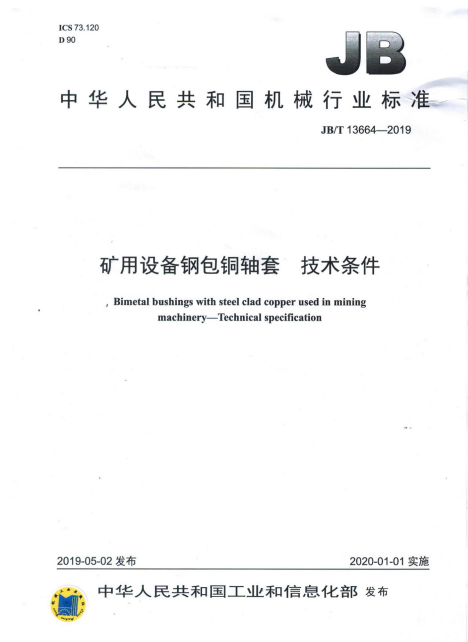 ICS 73.120
D 90
JB
中华人民共和国机械行业标准
JB/T 13664—2019
矿用设备钢包铜轴套 技术条件
Bimetal bushings with steel clad copper used in mining
machinery—Technical specification
2019-05-02 发布
2020-01-01 实施
中华人民共和国工业和信息化部 发布